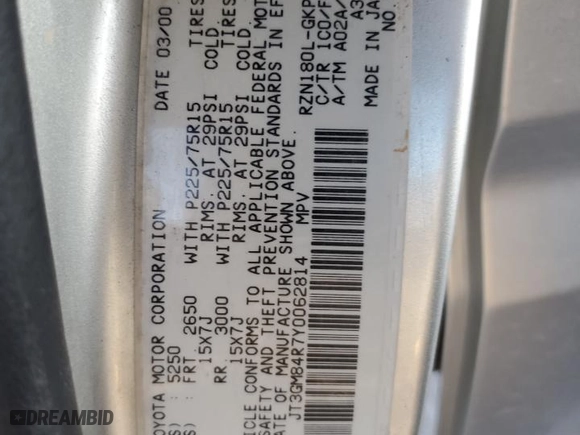 OYOTA MOTOR CORPORATION DATE 03/00
S) : 5250
FRT. 2650 WITH P225/75R15 TIRES
15X7J RIMS. AT 29PSI COLD.
RR. 3000 WITH P225/75R15 TIRES
15X7J RIMS. AT 29PSI COLD.
ICLE CONFORMS TO ALL APPLICABLE FEDERAL MOT
SAFETY AND THEFT PREVENTION STANDARDS IN EF
ATE OF MANUFACTURE SHOWN ABOVE.
JT3GM84R7Y0062814 MPV
RZN180L-GKP
C/TR 1C0/F
A/TM A02A/
A3
MADE IN JA
NO
DREAMBID